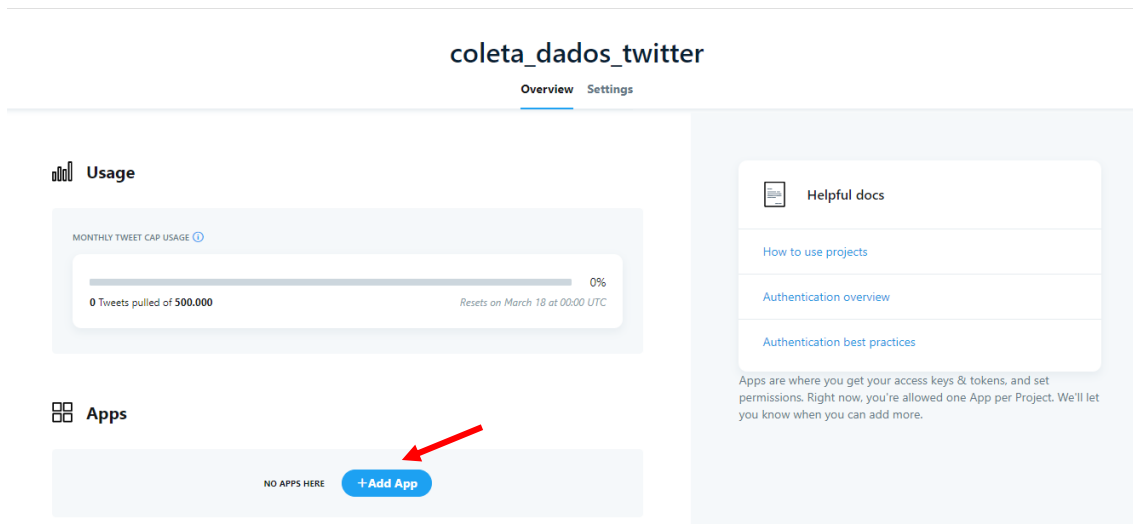 coleta_dados_twitter
Overview Settings
Usage
MONTHLY TWEET CAP USAGE
0%
0 Tweets pulled of 500.000 Resets on March 18 at 00:00 UTC
Apps
NO APPS HERE +Add App
Helpful docs
How to use projects
Authentication overview
Authentication best practices
Apps are where you get your access keys & tokens, and set
permissions. Right now, you're allowed one App per Project. We'll let
you know when you can add more.